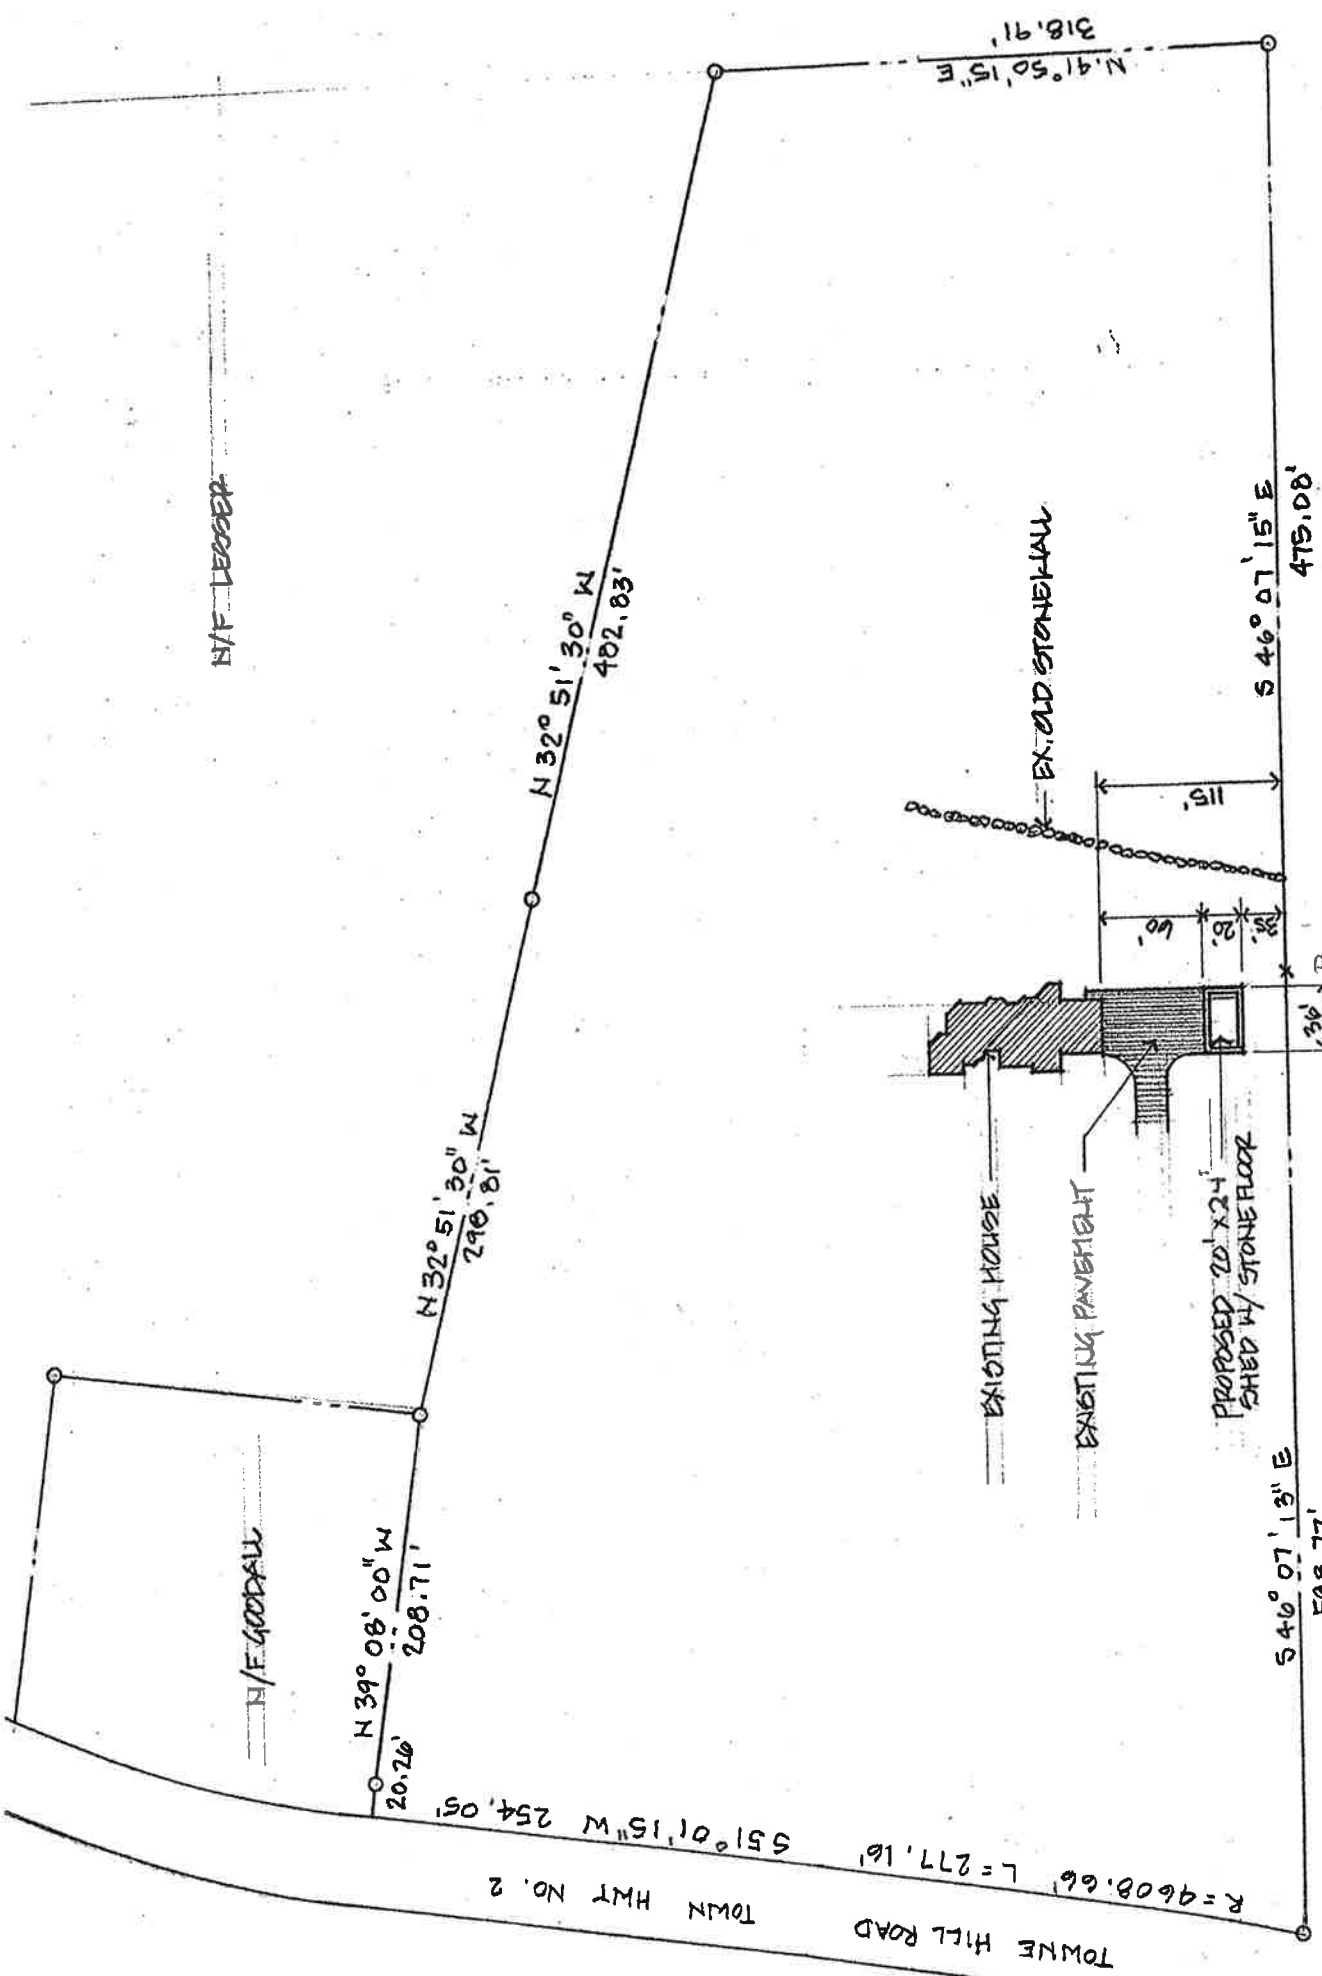 N. 41° 50' 15" E
318.91'
N/F LESSER
N 32° 51' 30" W
402.83'
N 32° 51' 30" W
298.81'
N/F GOODALL
N 39° 08' 00" W
208.71'
20.26'
S 51° 01' 15" W 254.05'
L = 277.16'
R = 4608.66'
TOWN HWY NO. 2
TOWNE HILL ROAD
EX. OLD STONEWALL
115'
60'
20'
36'
EXISTING HOUSE
EXISTING PAVEMENT
PROPOSED 20' x 24'
SHED W/ STONE FLOOR
S 46° 07' 15" E
475.08'
S 46° 07' 13" E